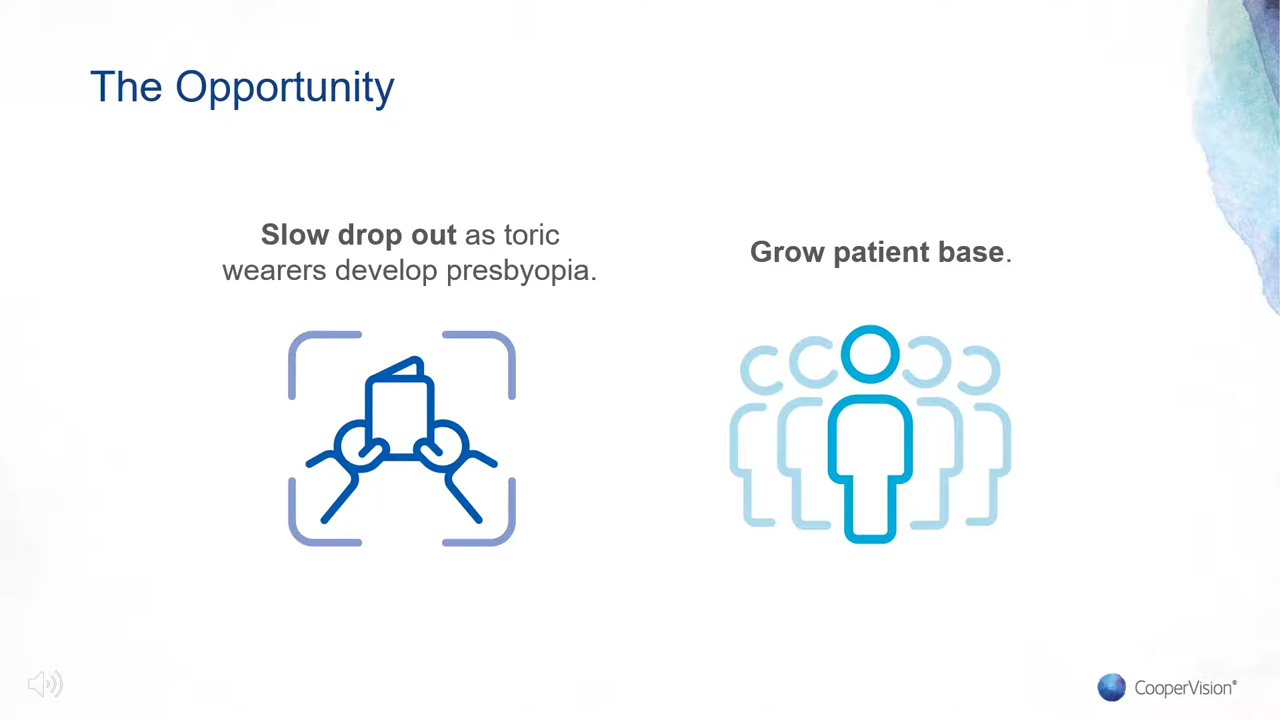 The Opportunity
Slow drop out as toric
wearers develop presbyopia.
Grow patient base.
CooperVision®